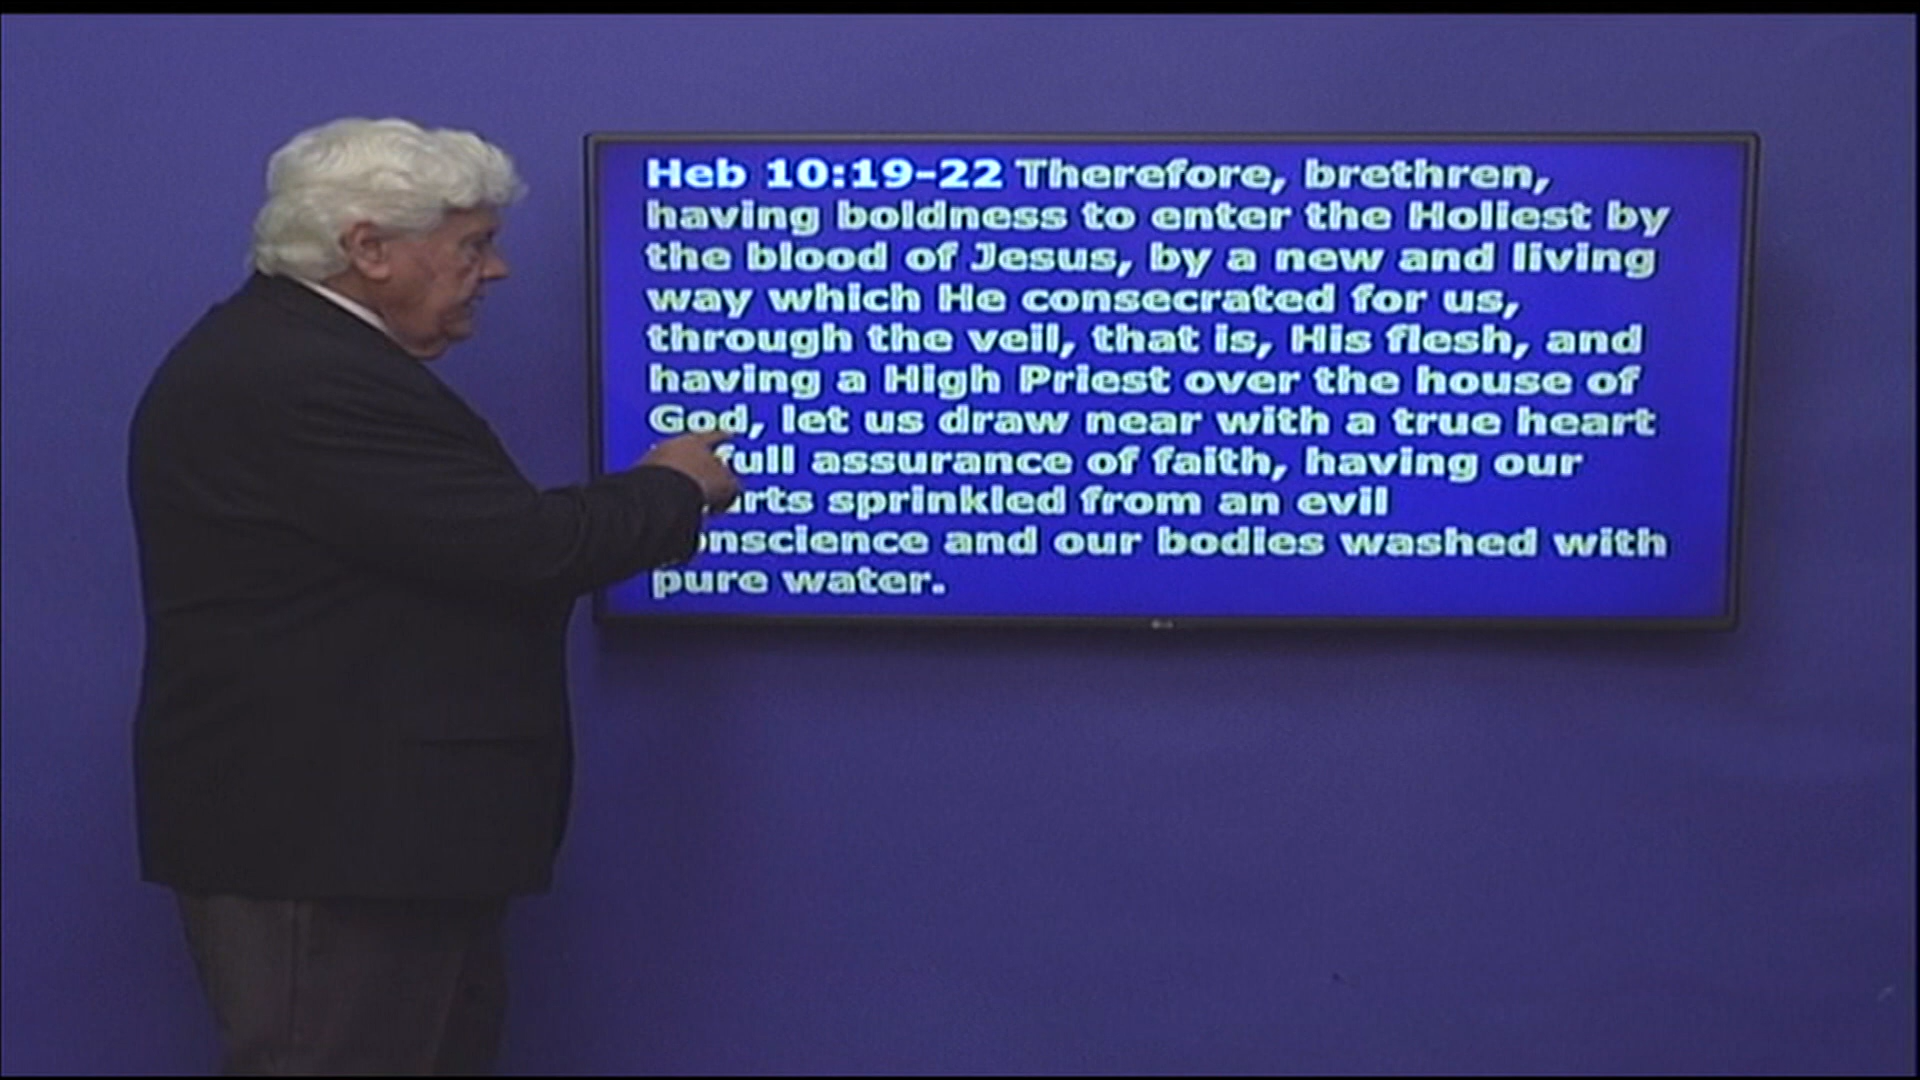 Heb 10:19-22 Therefore, brethren,
having boldness to enter the Holiest by
the blood of Jesus, by a new and living
way which He consecrated for us,
through the veil, that is, His flesh, and
having a High Priest over the house of
God, let us draw near with a true heart
full assurance of faith, having our
sprinkled from an evil
and our bodies washed with
pure water.